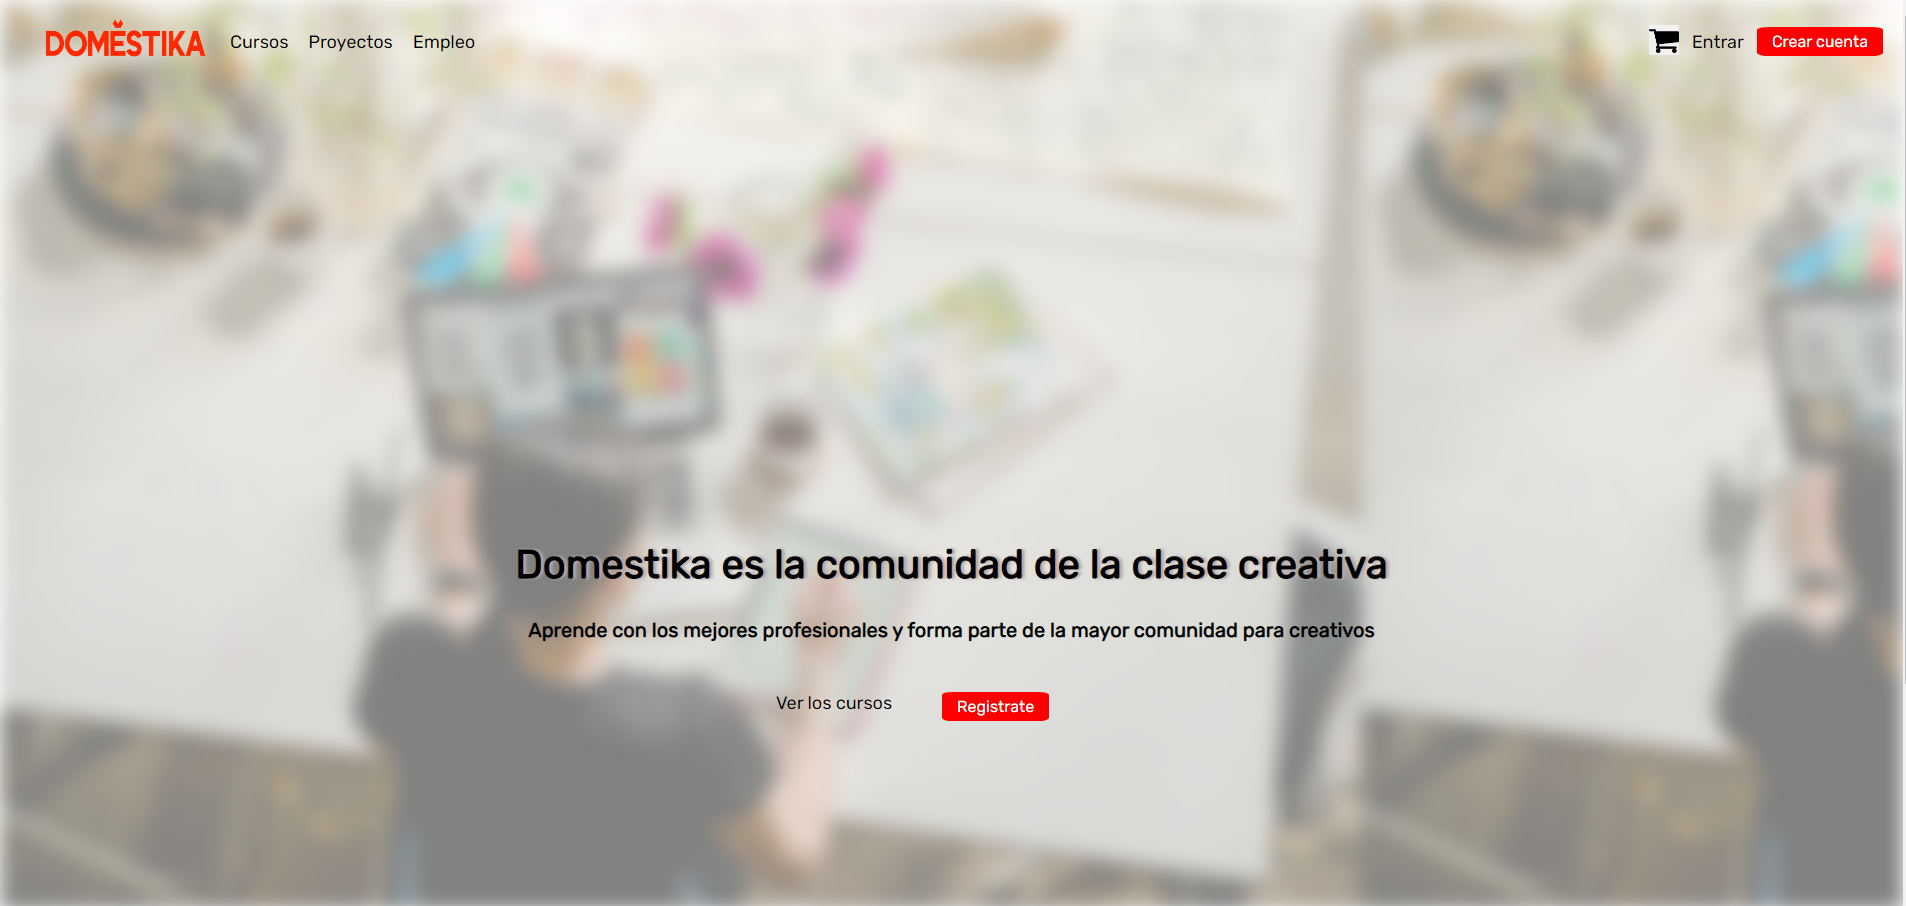 DOMĚSTIKA Cursos Proyectos Empleo Entrar Crear cuenta
Domestika es la comunidad de la clase creativa
Aprende con los mejores profesionales y forma parte de la mayor comunidad para creativos
Ver los cursos Registrate